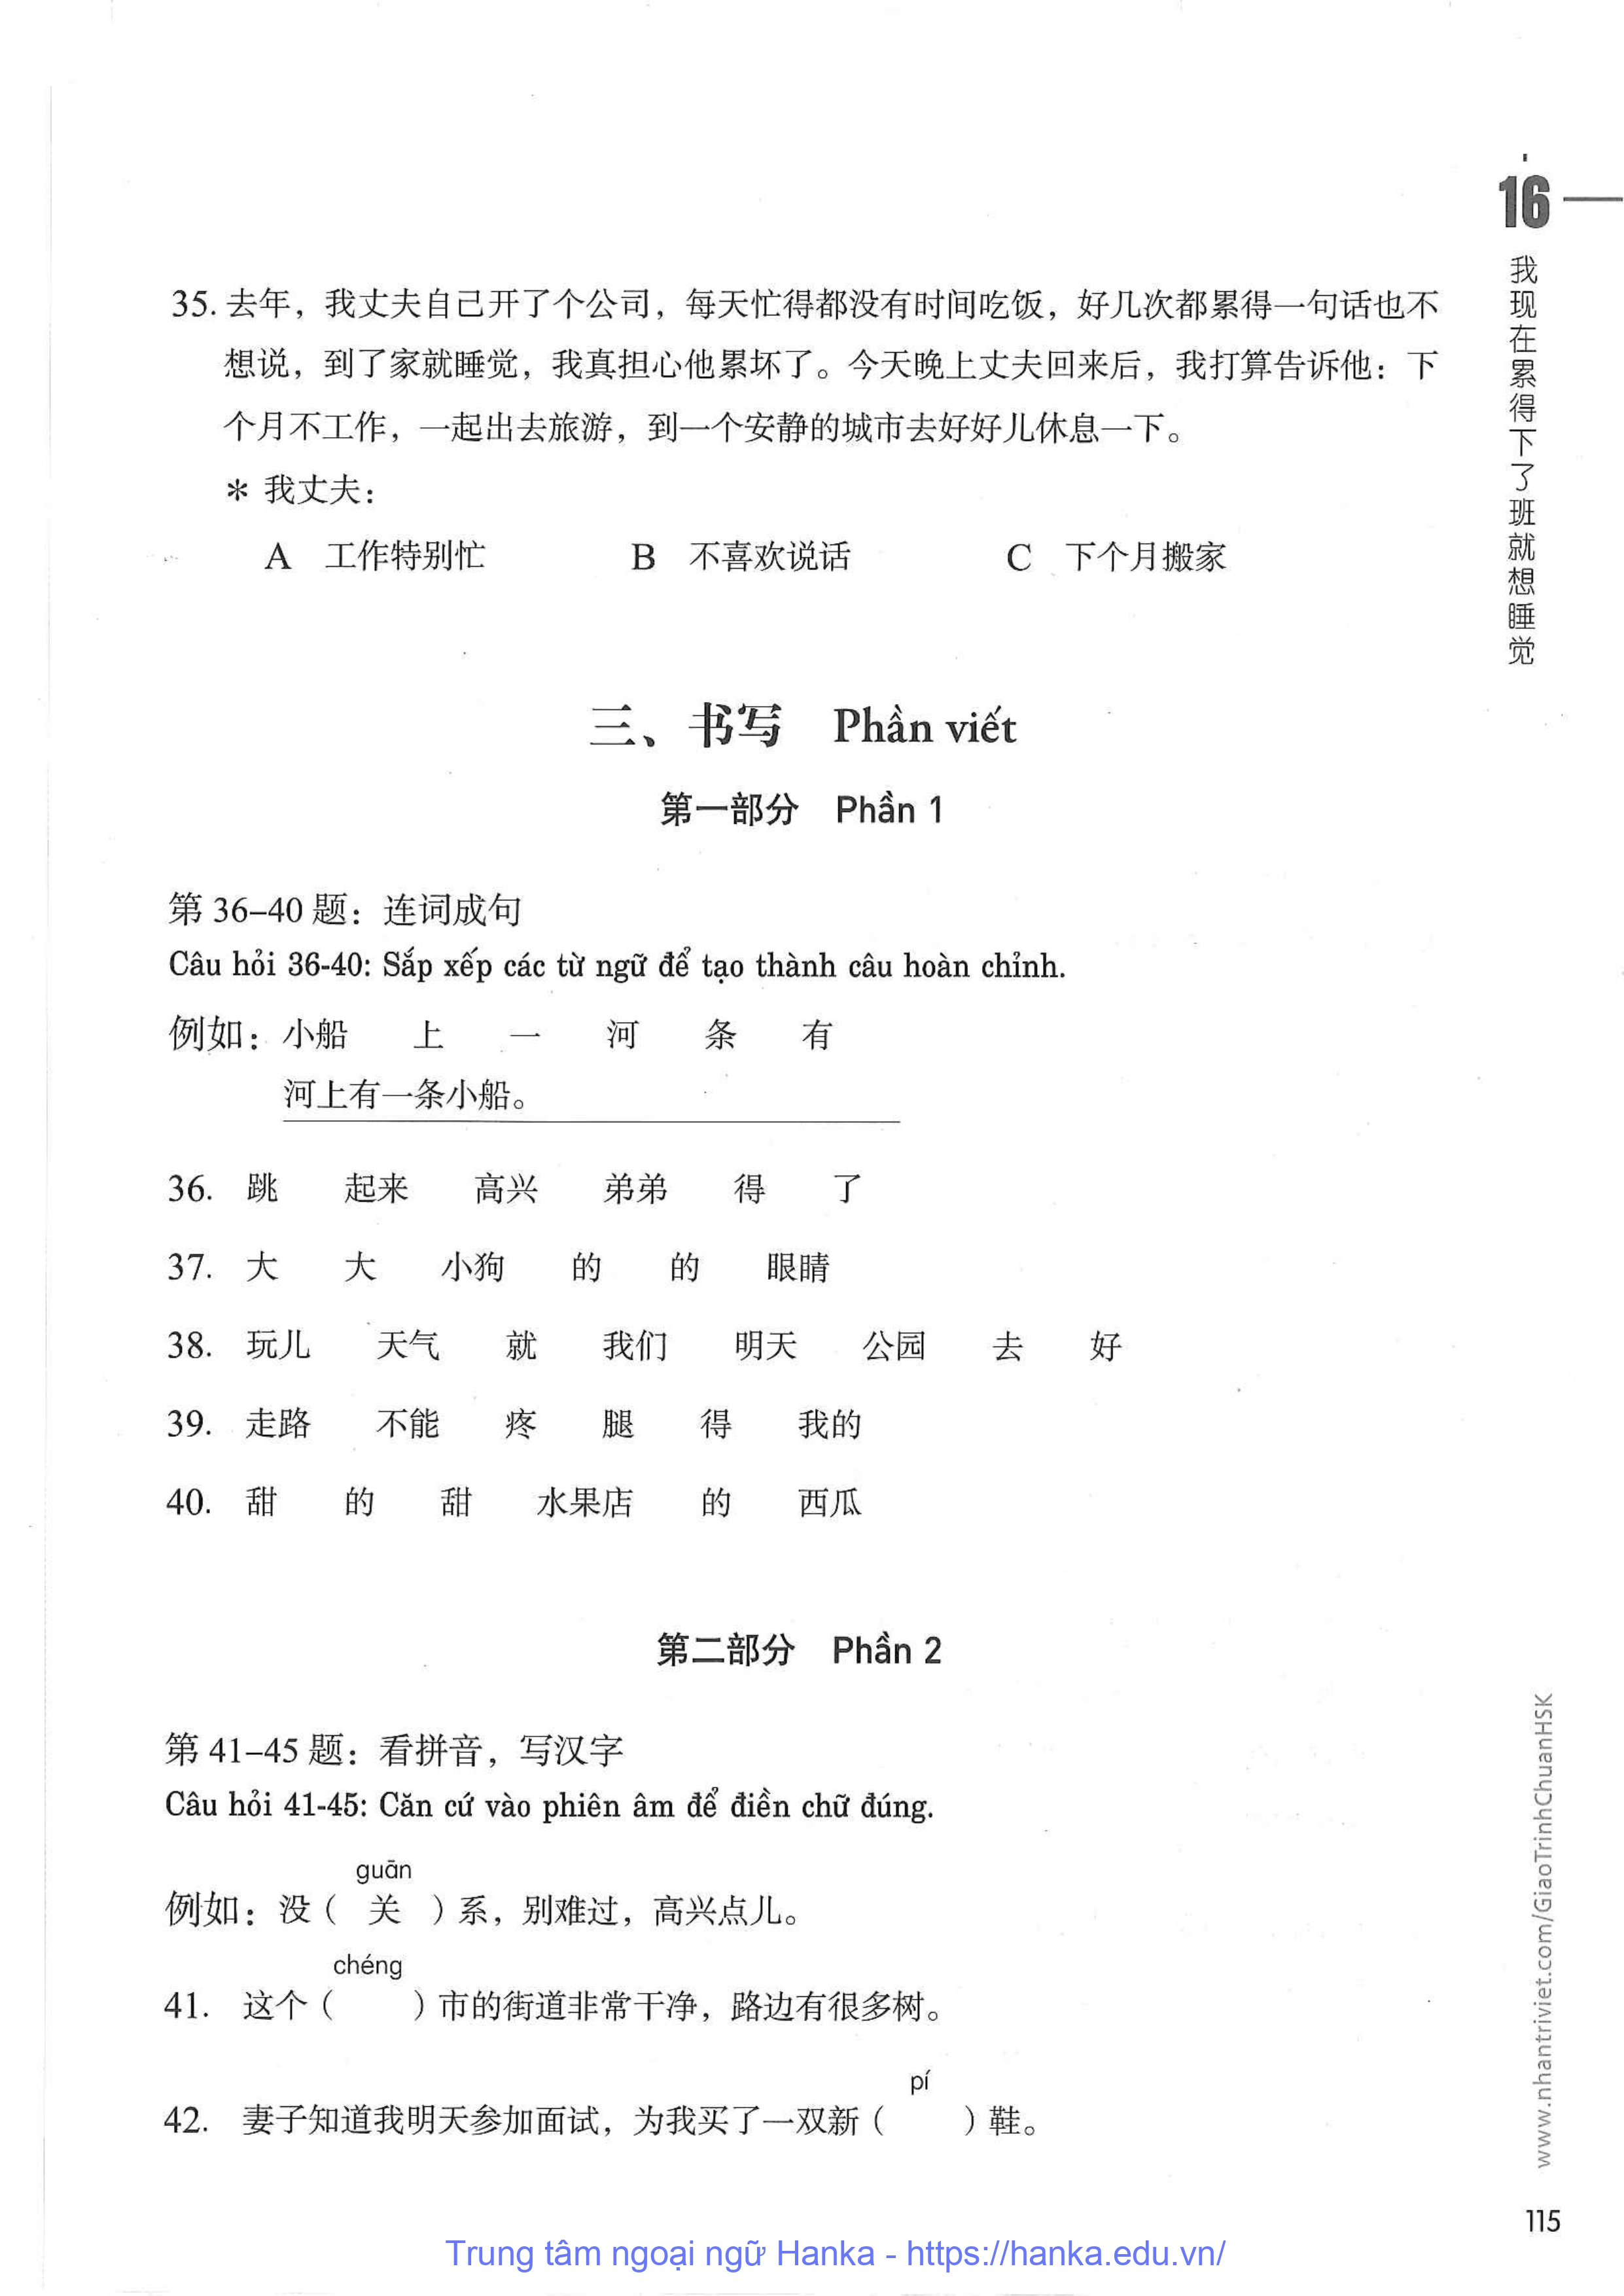 16
我现在累得下了班就想睡觉
35. 去年，我丈夫自己开了个公司，每天忙得都没有时间吃饭，好几次都累得一句话也不
想说，到了家就睡觉，我真担心他累坏了。今天晚上丈夫回来后，我打算告诉他：下
个月不工作，一起出去旅游，到一个安静的城市去好好儿休息一下。
* 我丈夫：
A 工作特别忙 B 不喜欢说话 C 下个月搬家
三、书写 Phần viết
第一部分 Phần 1
第 36–40 题：连词成句
Câu hỏi 36-40: Sắp xếp các từ ngữ để tạo thành câu hoàn chỉnh.
例如：小船 上 一 河 条 有
河上有一条小船。
36. 跳 起来 高兴 弟弟 得 了
37. 大 大 小狗 的 的 眼睛
38. 玩儿 天气 就 我们 明天 公园 去 好
39. 走路 不能 疼 腿 得 我的
40. 甜 的 甜 水果店 的 西瓜
第二部分 Phần 2
第 41–45 题：看拼音，写汉字
Câu hỏi 41-45: Căn cứ vào phiên âm để điền chữ đúng.
guān
例如：没（ 关 ）系，别难过，高兴点儿。
chéng
41. 这个（ ）市的街道非常干净，路边有很多树。
pí
42. 妻子知道我明天参加面试，为我买了一双新（ ）鞋。
www.nhantriviet.com/GiaoTrinhChuanHSK
115
Trung tâm ngoại ngữ Hanka - https://hanka.edu.vn/